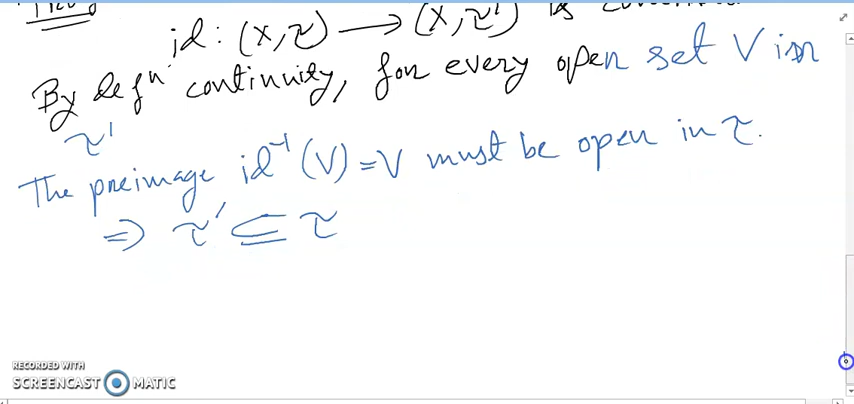 id : (X,τ) ⟶ (X,τ') is
By defn. continuity, for every open set V in
τ'
The preimage id⁻¹(V) = V must be open in τ.
⇒ τ' ⊆ τ
RECORDED WITH
SCREENCAST MATIC